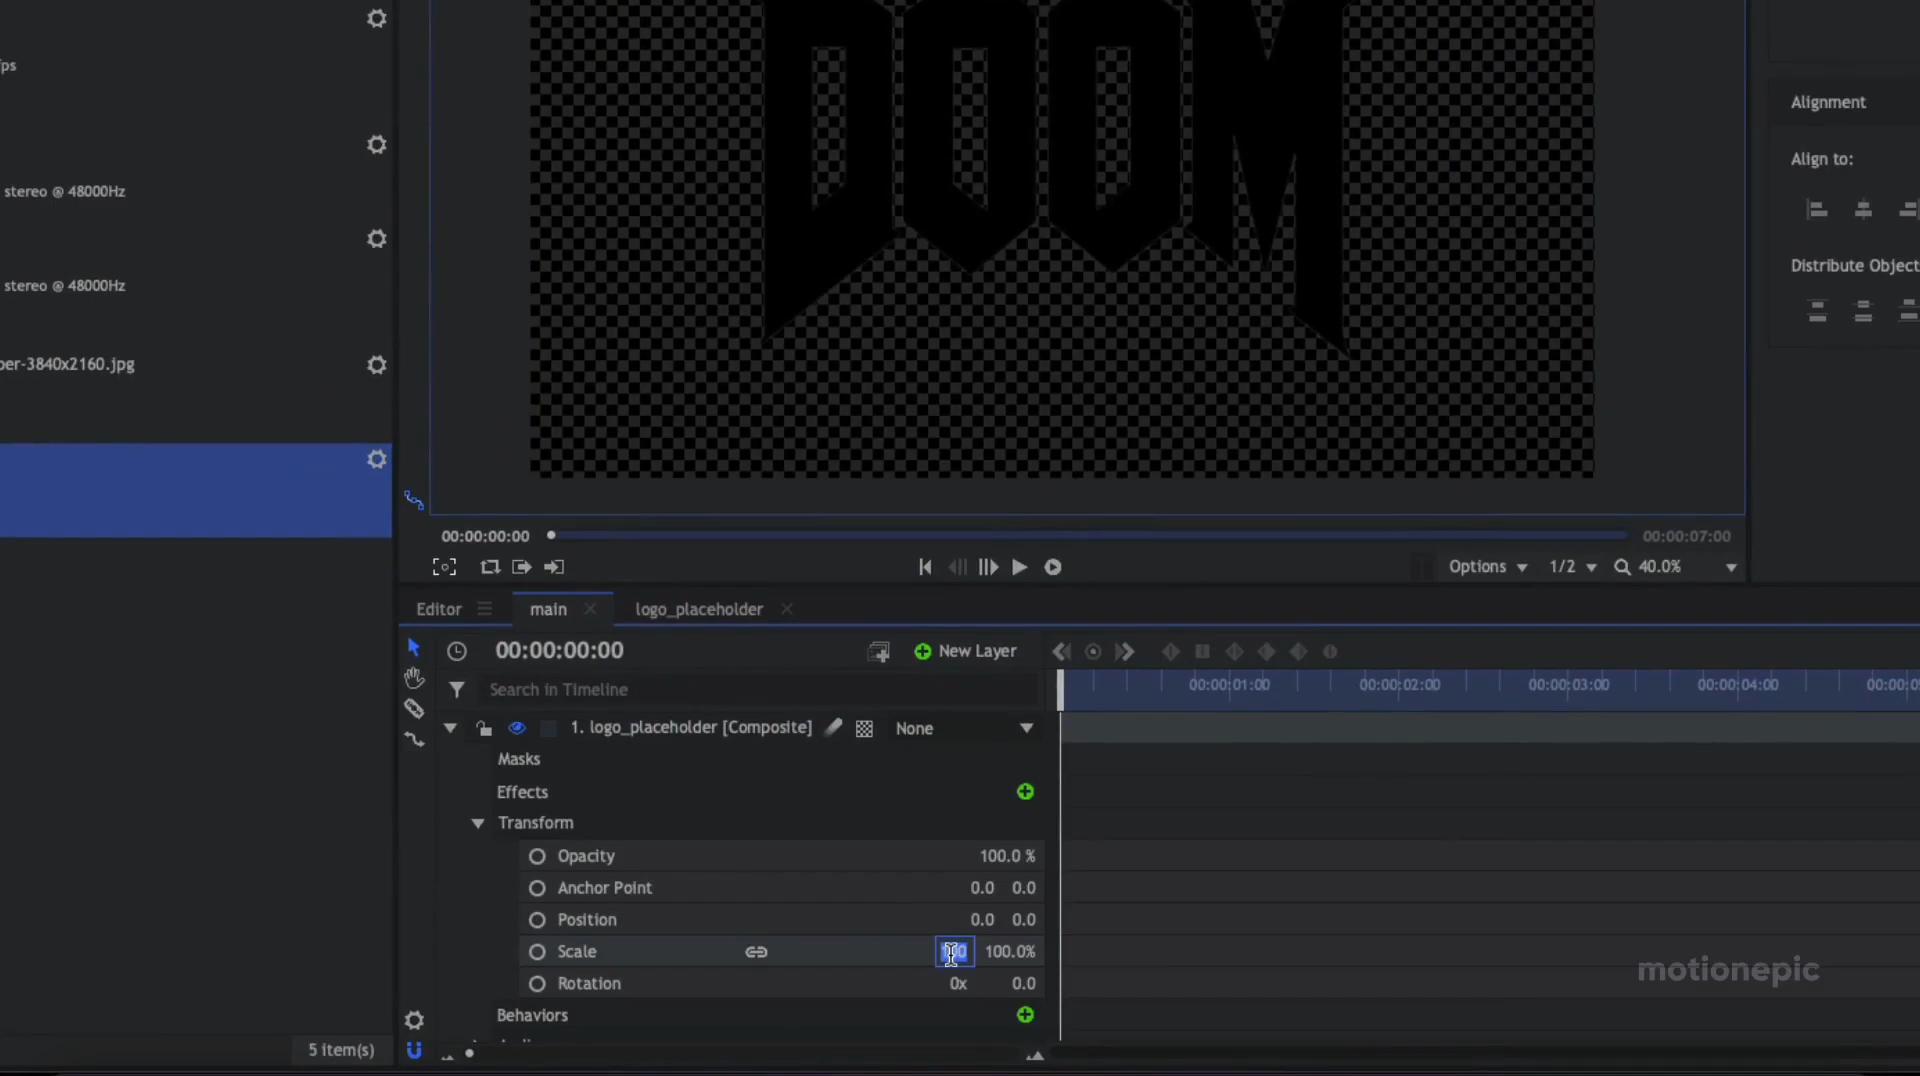 DOOM
fps
stereo @ 48000Hz
stereo @ 48000Hz
per-3840x2160.jpg
5 item(s)
Alignment
Align to:
Distribute Object
00:00:00:00
00:00:07:00
Options
1/2
40.0%
Editor
main
logo_placeholder
00:00:00:00
New Layer
Search in Timeline
00:00:01:00
00:00:02:00
00:00:03:00
00:00:04:00
00:00:0
1. logo_placeholder [Composite]
None
Masks
Effects
Transform
Opacity
100.0 %
Anchor Point
0.0 0.0
Position
0.0 0.0
Scale
100.0%
Rotation
0x 0.0
Behaviors
motionepic